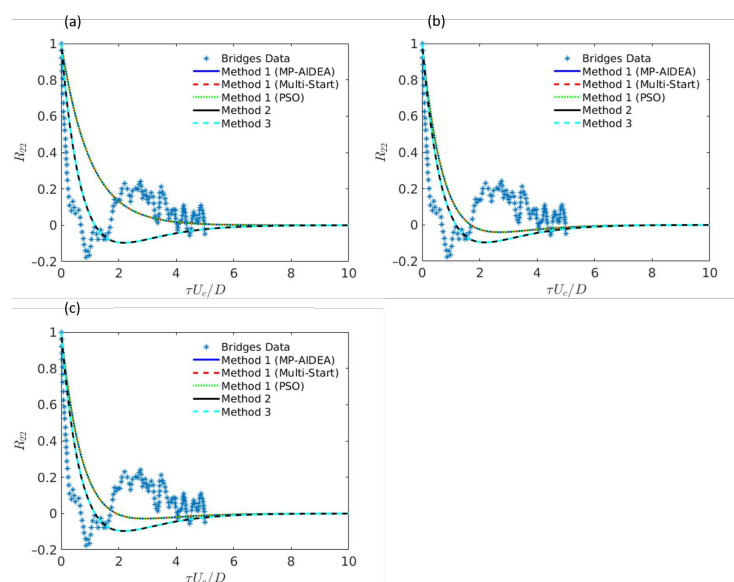 (a)
1
0.8
0.6
0.4
0.2
0
−0.2
R₂₂
Bridges Data
Method 1 (MP-AIDEA)
Method 1 (Multi-Start)
Method 1 (PSO)
Method 2
Method 3
0 2 4 6 8 10
τU_c/D
(b)
1
0.8
0.6
0.4
0.2
0
−0.2
R₂₂
Bridges Data
Method 1 (MP-AIDEA)
Method 1 (Multi-Start)
Method 1 (PSO)
Method 2
Method 3
0 2 4 6 8 10
τU_c/D
(c)
1
0.8
0.6
0.4
0.2
0
−0.2
R₂₂
Bridges Data
Method 1 (MP-AIDEA)
Method 1 (Multi-Start)
Method 1 (PSO)
Method 2
Method 3
0 2 4 6 8 10
τU_c/D